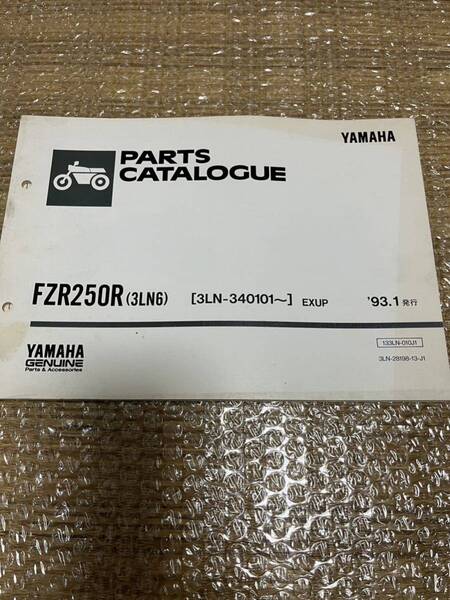 YAMAHA
PARTS
CATALOGUE
FZR250R (3LN6) [3LN-340101～] EXUP '93.1 発行
YAMAHA
GENUINE
Parts & Accessories
133LN-010J1
3LN-28198-13-J1